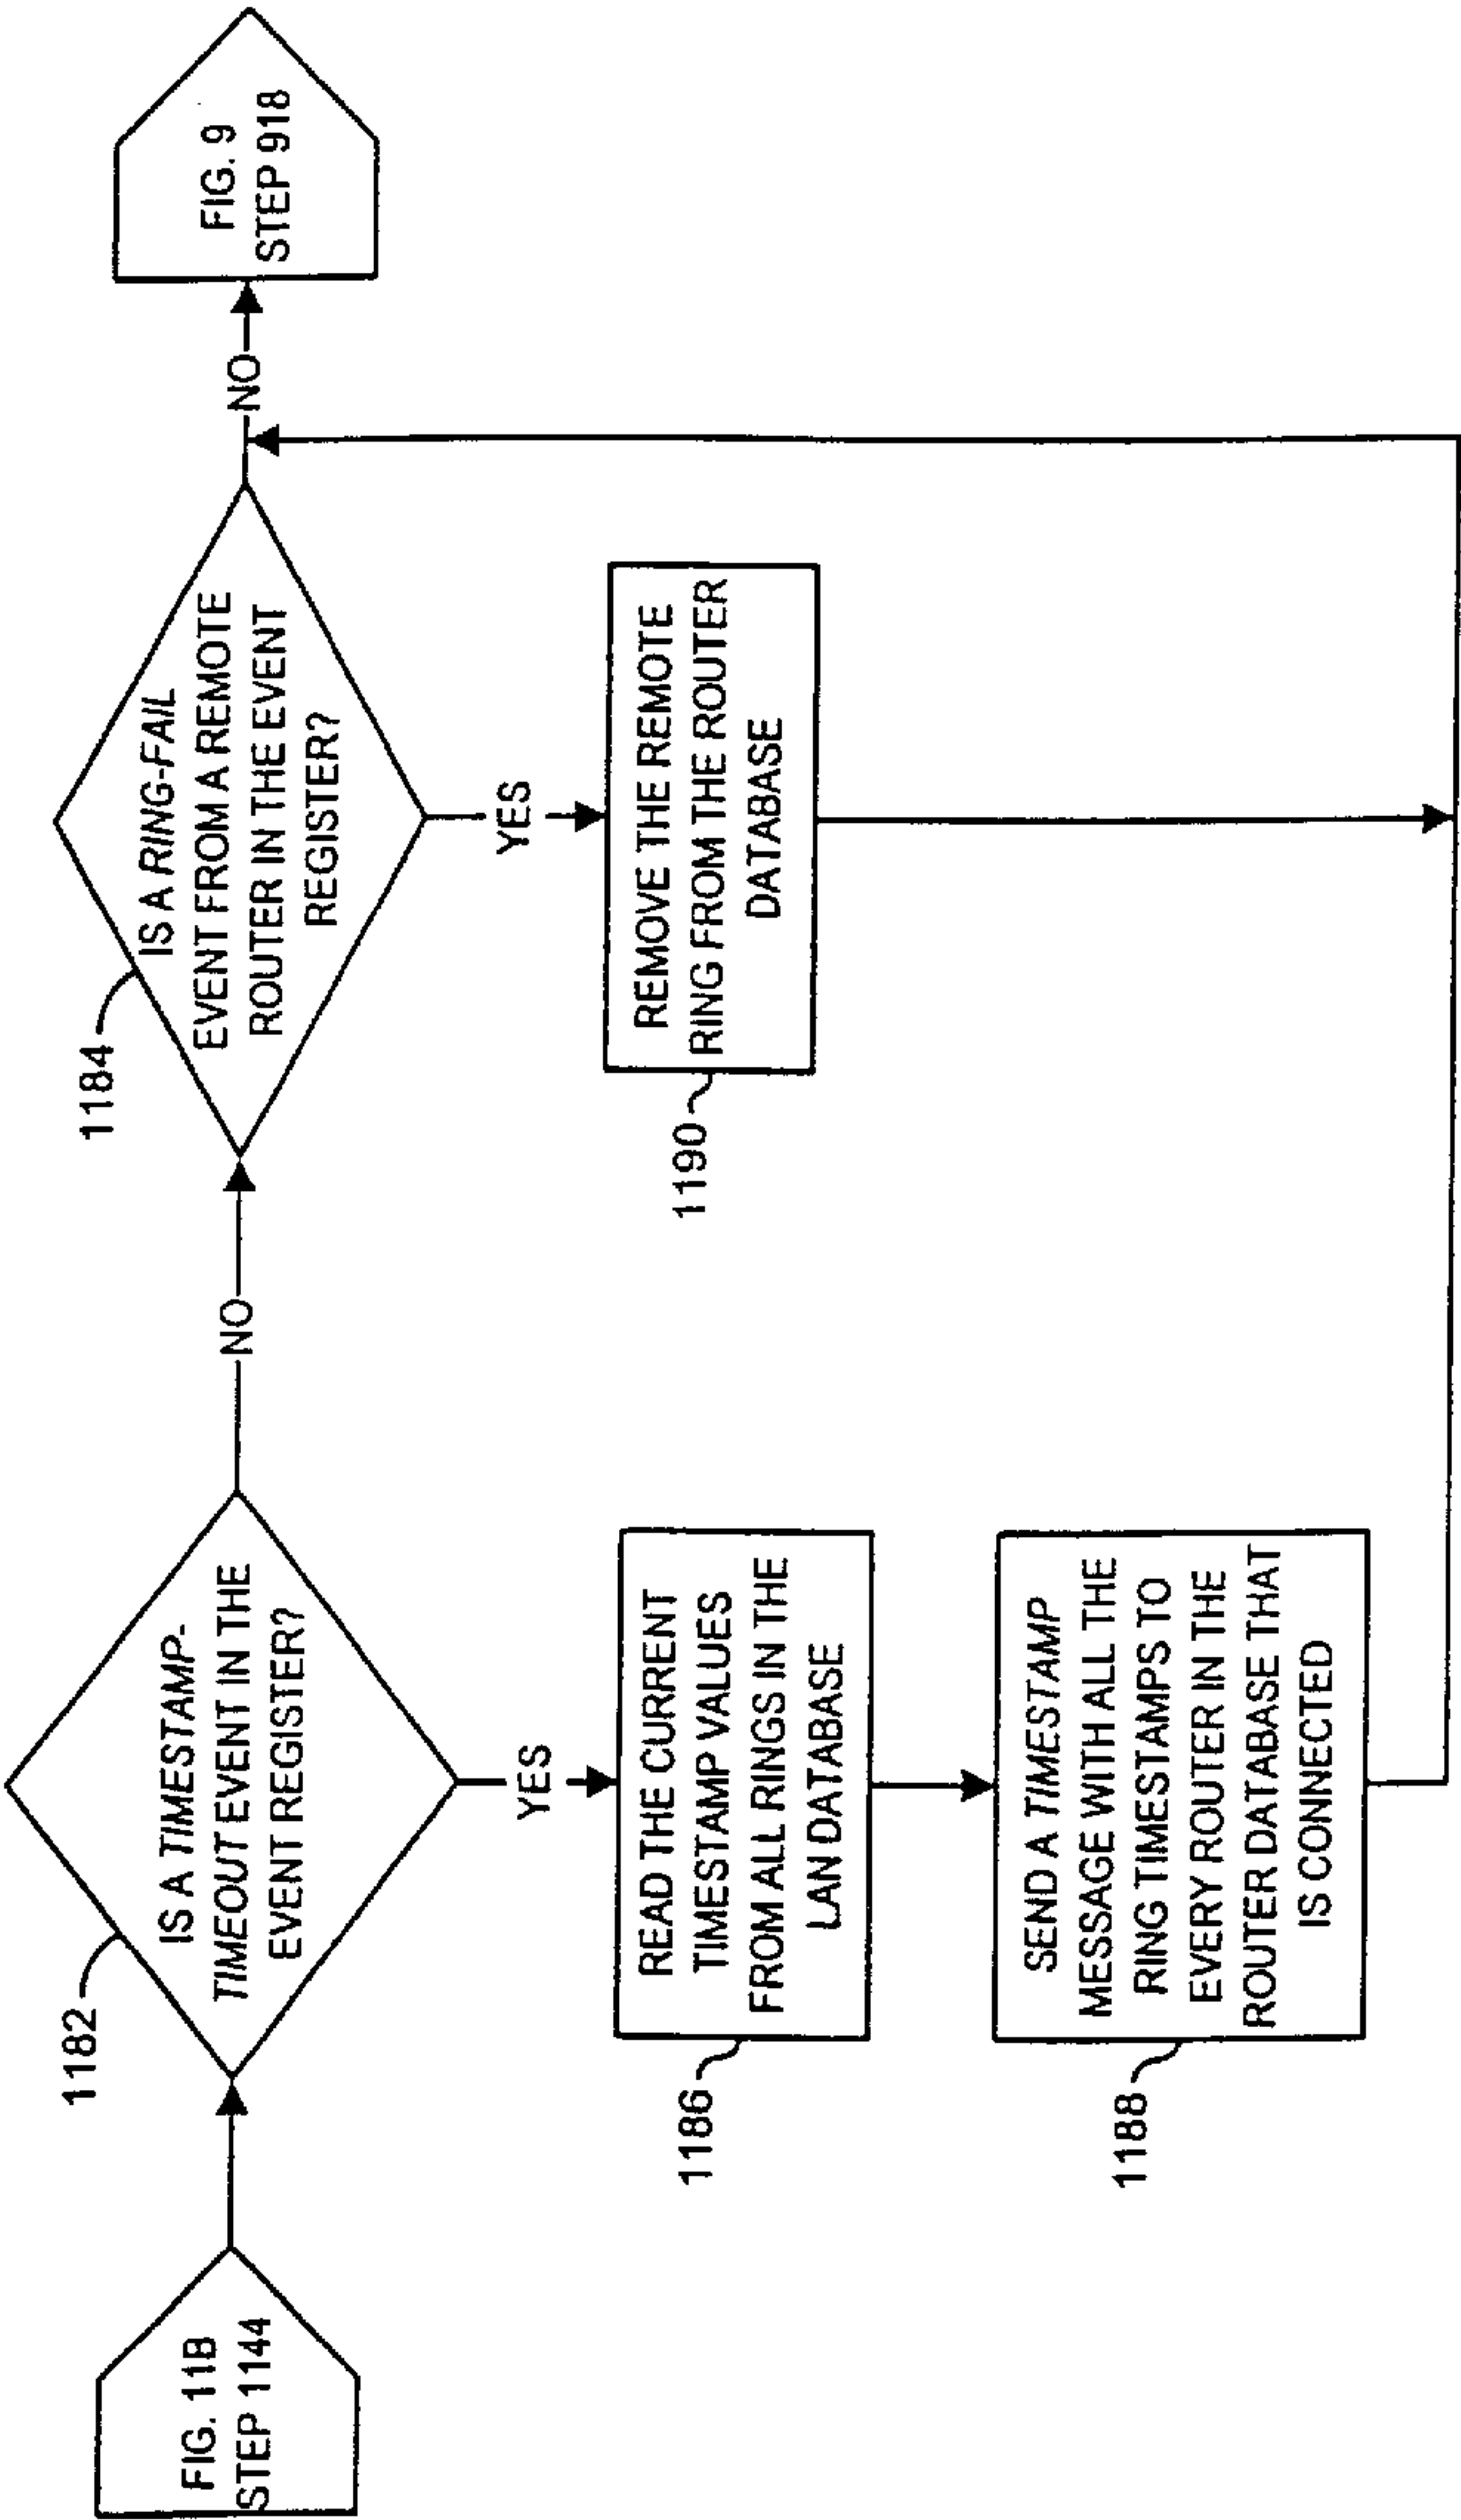 FIG. 11B
STEP 1144
1182
IS A TIMESTAMP-
TIMEOUT EVENT IN THE
EVENT REGISTER?
NO
1184
IS A RING-FAIL
EVENT FROM A REMOTE
ROUTER IN THE EVENT
REGISTER?
NO
FIG. 9
STEP 918
YES
1186
READ THE CURRENT
TIMESTAMP VALUES
FROM ALL RINGS IN THE
LAN DATABASE
1188
SEND A TIMESTAMP
MESSAGE WITH ALL THE
RING TIMESTAMPS TO
EVERY ROUTER IN THE
ROUTER DATABASE THAT
IS CONNECTED
YES
1190
REMOVE THE REMOTE
RING FROM THE ROUTER
DATABASE